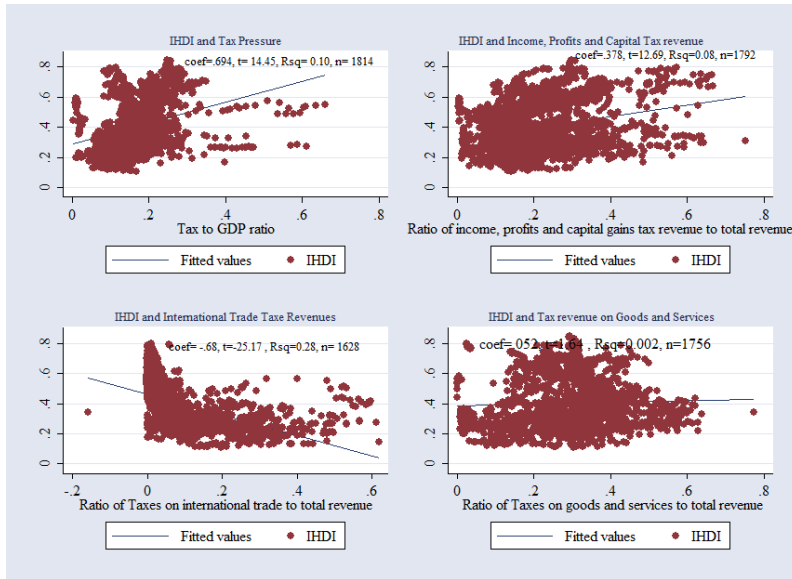 IHDI and Tax Pressure
coef=.694, t= 14.45, Rsq= 0.10, n= 1814
.8
.6
.4
.2
0
0 .2 .4 .6 .8
Tax to GDP ratio
Fitted values IHDI
IHDI and Income, Profits and Capital Tax revenue
coef=.378, t=12.69, Rsq=0.08, n=1792
.8
.6
.4
.2
0
0 .2 .4 .6 .8
Ratio of income, profits and capital gains tax revenue to total revenue
Fitted values IHDI
IHDI and International Trade Taxe Revenues
coef= -.68, t=-25.17 , Rsq=0.28, n= 1628
.8
.6
.4
.2
0
-.2 0 .2 .4 .6
Ratio of Taxes on international trade to total revenue
Fitted values IHDI
IHDI and Tax revenue on Goods and Services
coef=.052, t=1.64 , Rsq=0.002, n=1756
.8
.6
.4
.2
0
0 .2 .4 .6 .8
Ratio of Taxes on goods and services to total revenue
Fitted values IHDI